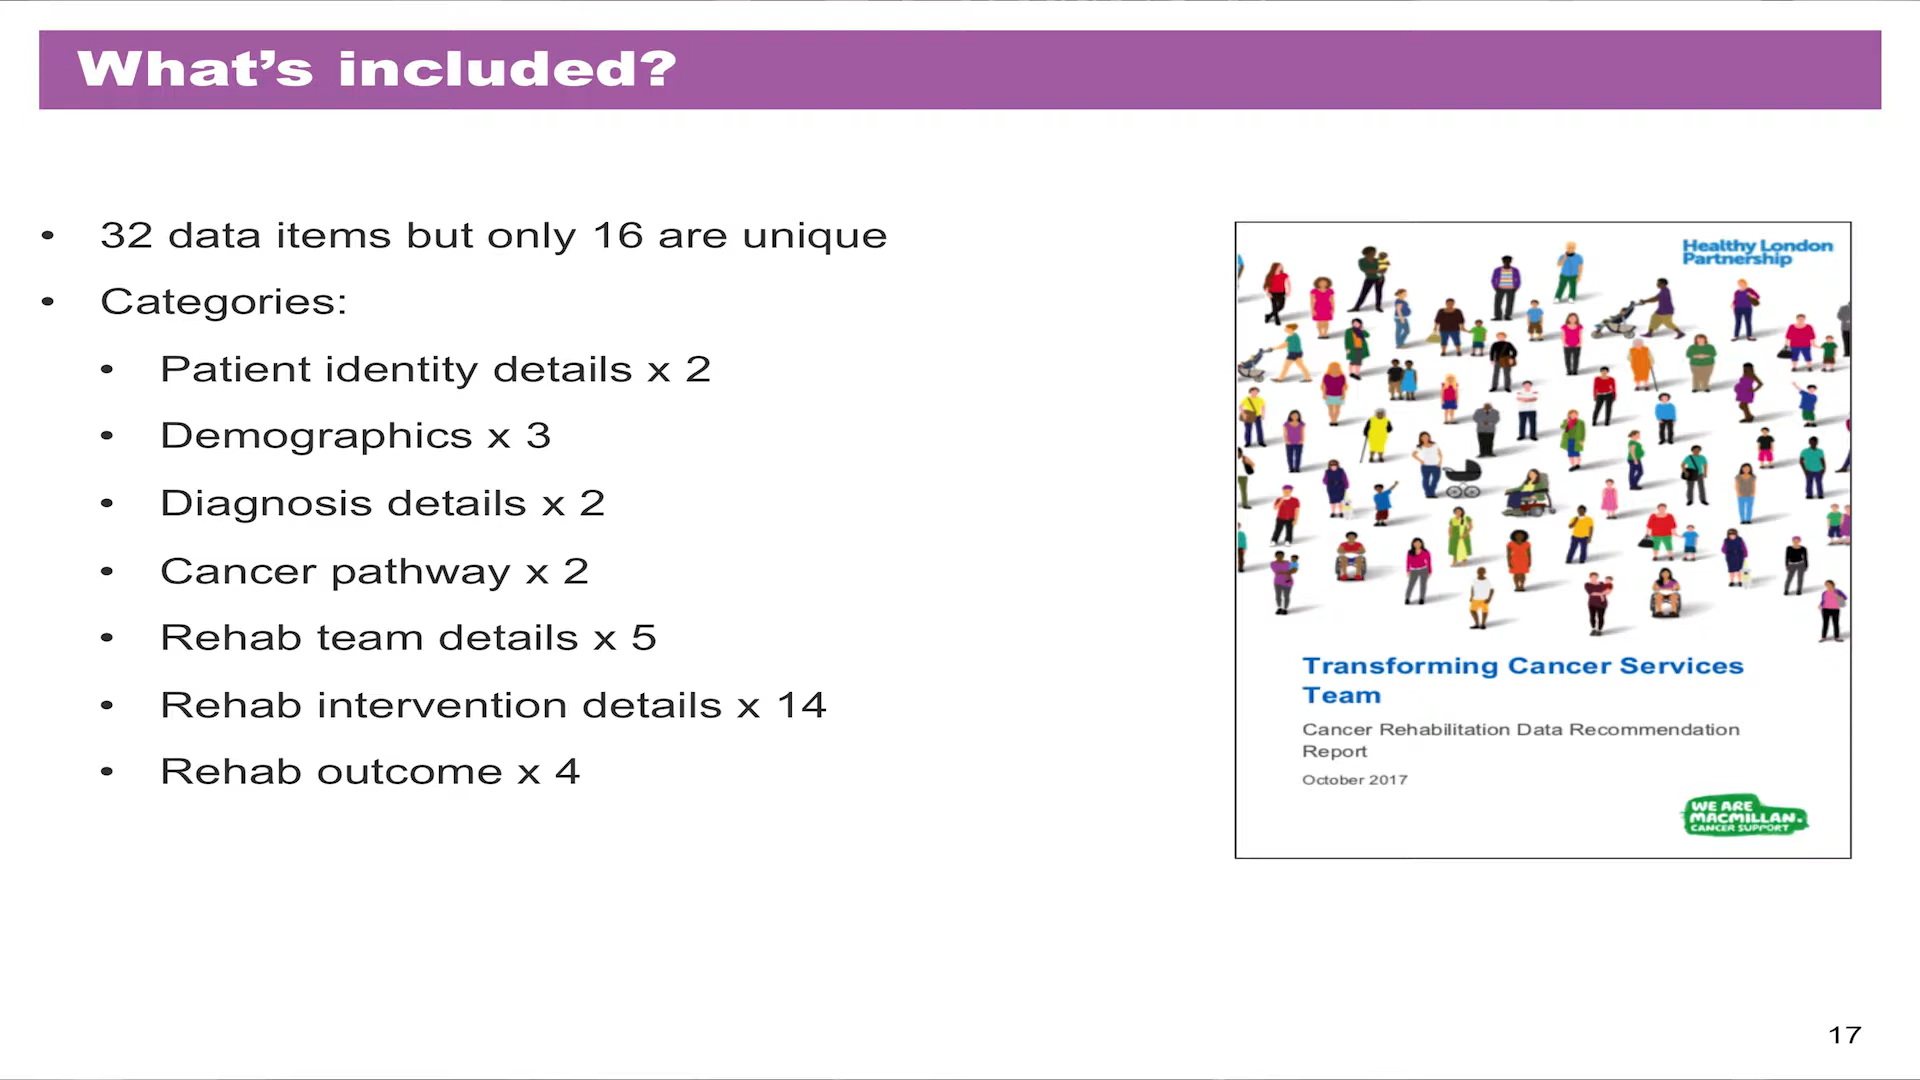 What’s included?
• 32 data items but only 16 are unique
• Categories:
• Patient identity details x 2
• Demographics x 3
• Diagnosis details x 2
• Cancer pathway x 2
• Rehab team details x 5
• Rehab intervention details x 14
• Rehab outcome x 4
Healthy London
Partnership
Transforming Cancer Services
Team
Cancer Rehabilitation Data Recommendation
Report
October 2017
WE ARE
MACMILLAN.
CANCER SUPPORT
17